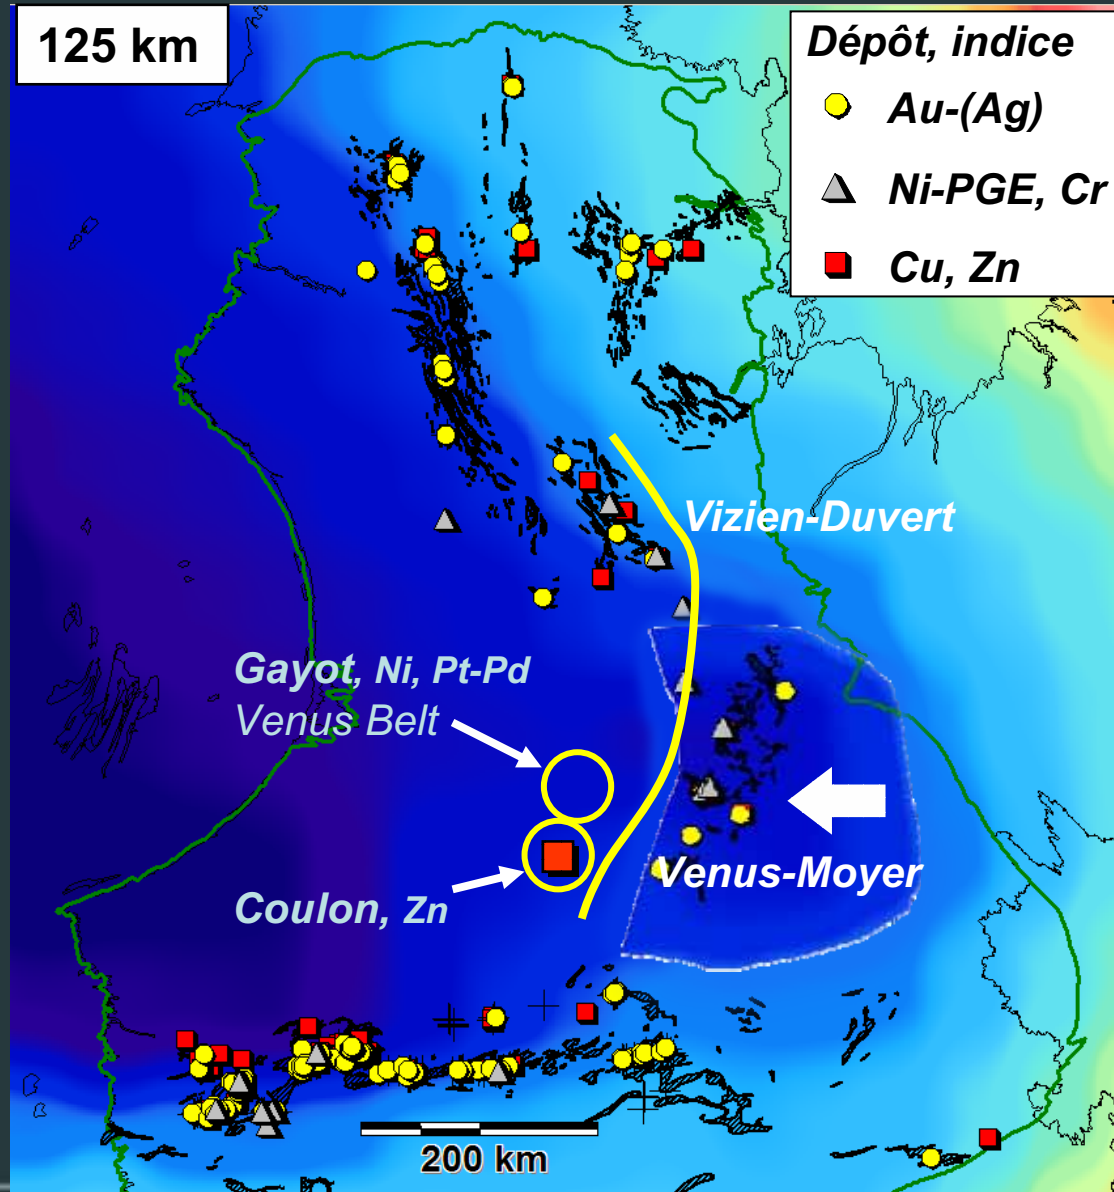 125 km
Dépôt, indice
Au-(Ag)
Ni-PGE, Cr
Cu, Zn
Vizien-Duvert
Gayot, Ni, Pt-Pd
Venus Belt
Venus-Moyer
Coulon, Zn
200 km